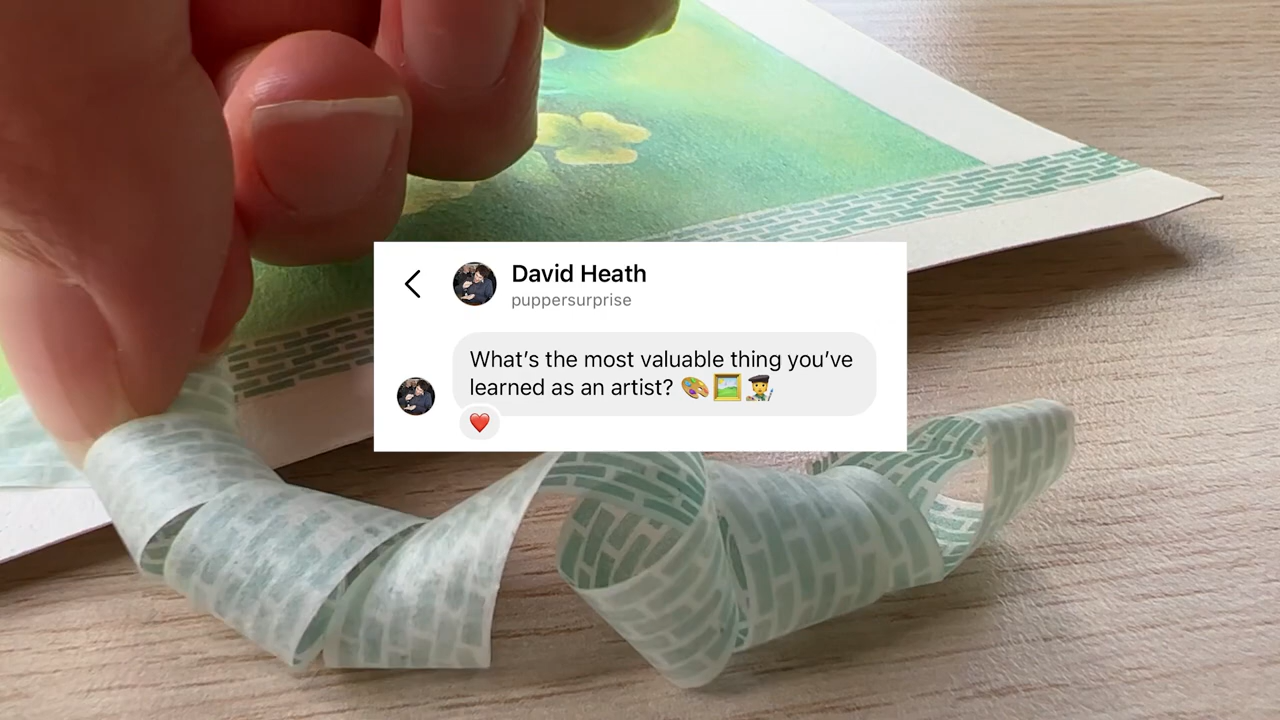 David Heath
puppersurprise
What’s the most valuable thing you’ve
learned as an artist? 🎨🖼️🧑‍🎨